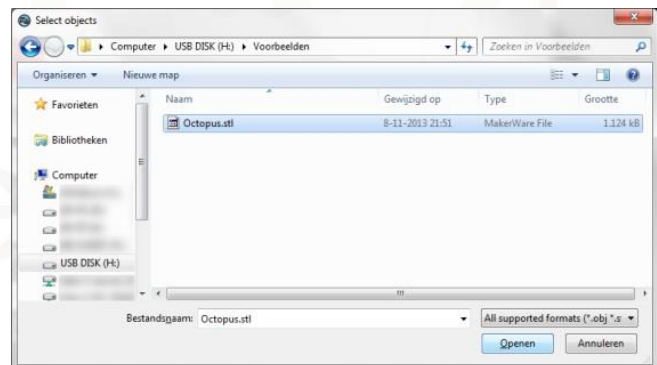 Select objects
Computer ▸ USB DISK (H:) ▸ Voorbeelden
Zoeken in Voorbeelden
Organiseren
Nieuwe map
Favorieten
Bibliotheken
Computer
USB DISK (H:)
Naam Gewijzigd op Type Grootte
Octopus.stl 8-11-2013 21:51 MakerWare File 1.124 kB
Bestandsnaam: Octopus.stl
All supported formats (*.obj *.s
Openen Annuleren